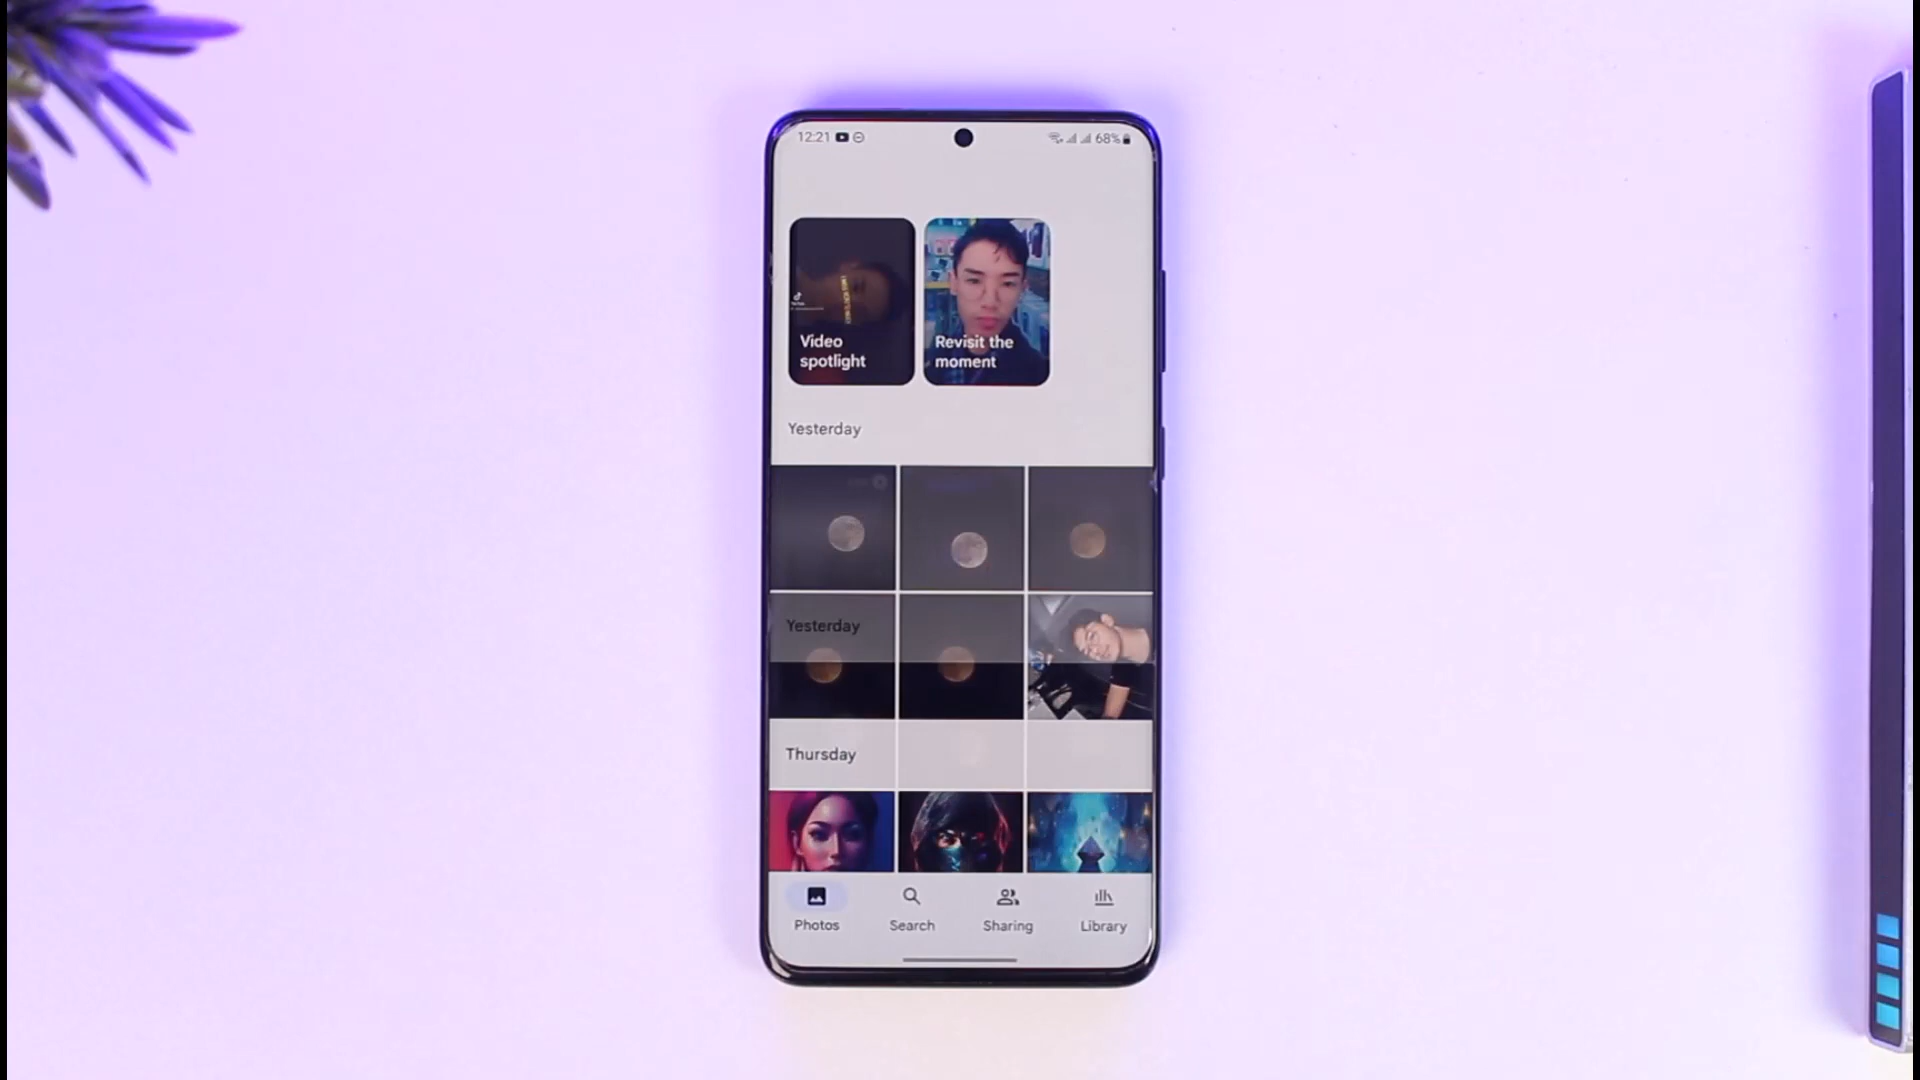 12:21
68%
Video
spotlight
Revisit the
moment
Yesterday
Yesterday
Thursday
Photos
Search
Sharing
Library